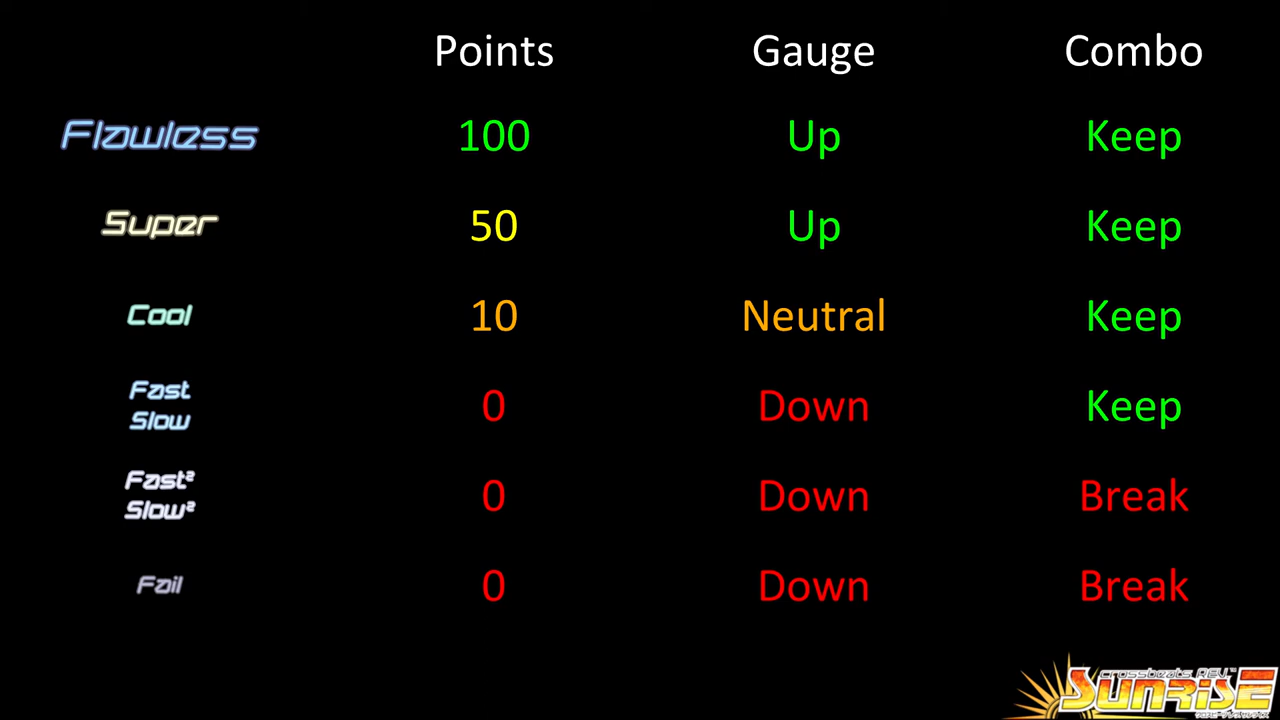 Points Gauge Combo
Flawless 100 Up Keep
Super 50 Up Keep
Cool 10 Neutral Keep
Fast
Slow 0 Down Keep
Fast²
Slow² 0 Down Break
Fail 0 Down Break
crossbeats REV.™
SUNRiSE